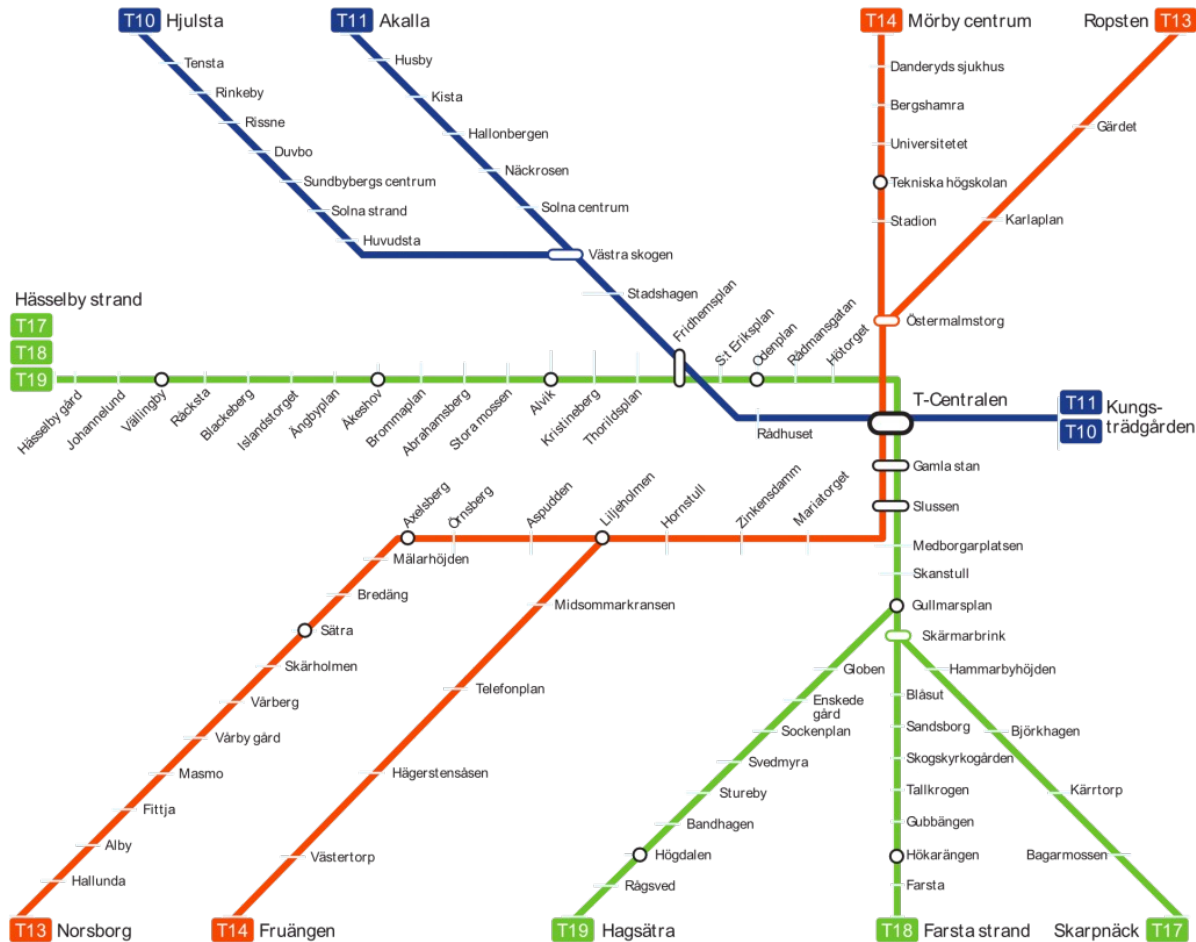 T10 Hjulsta
T11 Akalla
T14 Mörby centrum
Ropsten T13
Tensta
Rinkeby
Rissne
Duvbo
Sundbybergs centrum
Solna strand
Huvudsta
Husby
Kista
Hallonbergen
Näckrosen
Solna centrum
Västra skogen
Stadshagen
Danderyds sjukhus
Bergshamra
Universitetet
Tekniska högskolan
Stadion
Gärdet
Karlaplan
Östermalmstorg
Hässelby strand
T17
T18
T19
Hässelby gård
Johannelund
Vällingby
Råcksta
Blackeberg
Islandstorget
Ängbyplan
Åkeshov
Brommaplan
Abrahamsberg
Stora mossen
Alvik
Kristineberg
Thorildsplan
Fridhemsplan
S:t Eriksplan
Odenplan
Rådmansgatan
Hötorget
T-Centralen
Rådhuset
T11
T10
Kungs-
trädgården
Gamla stan
Slussen
Medborgarplatsen
Skanstull
Gullmarsplan
Skärmarbrink
Axelsberg
Örnsberg
Aspudden
Liljeholmen
Hornstull
Zinkensdamm
Mariatorget
Mälarhöjden
Bredäng
Sätra
Skärholmen
Vårberg
Vårby gård
Masmo
Fittja
Alby
Hallunda
Midsommarkransen
Telefonplan
Hägerstensåsen
Västertorp
Globen
Enskede
gård
Sockenplan
Svedmyra
Stureby
Bandhagen
Högdalen
Rågsved
Blåsut
Sandsborg
Skogskyrkogården
Tallkrogen
Gubbängen
Hökarängen
Farsta
Hammarbyhöjden
Björkhagen
Kärrtorp
Bagarmossen
T13 Norsborg
T14 Fruängen
T19 Hagsätra
T18 Farsta strand
Skarpnäck T17